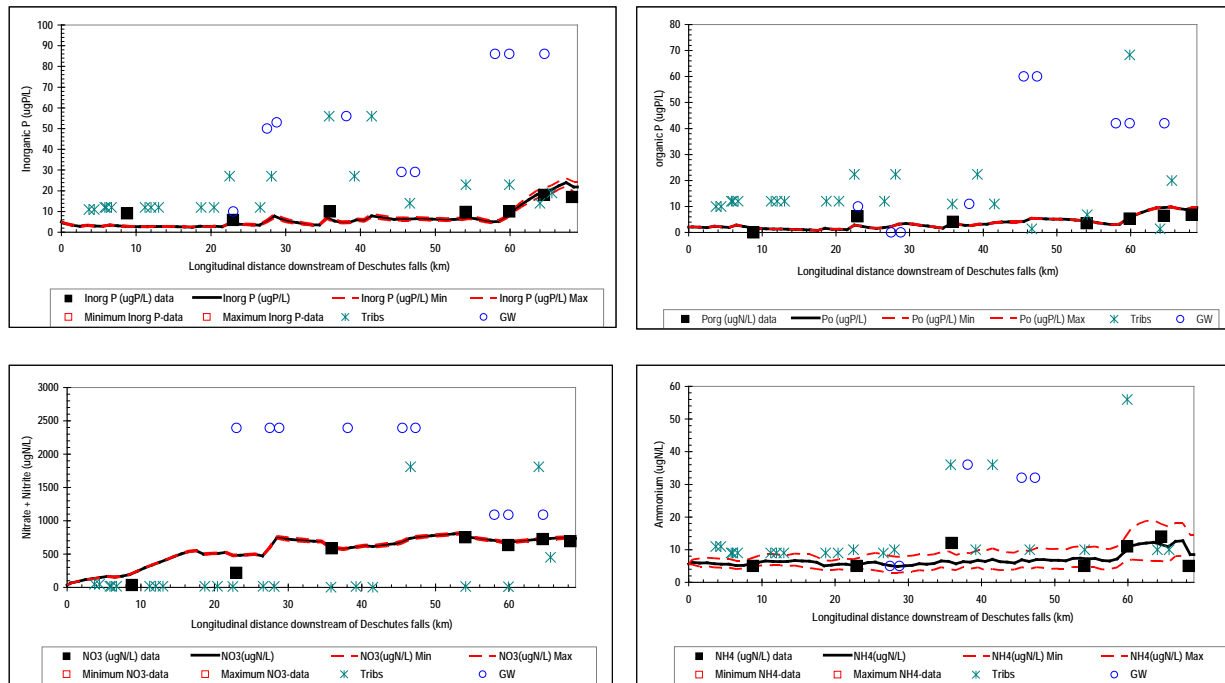 100
90
80
70
60
50
40
30
20
10
0
Inorganic P (ugP/L)
0 10 20 30 40 50 60
Longitudinal distance downstream of Deschutes falls (km)
Inorg P (ugP/L) data Inorg P (ugP/L) Inorg P (ugP/L) Min Inorg P (ugP/L) Max
Minimum Inorg P-data Maximum Inorg P-data Tribs GW
80
70
60
50
40
30
20
10
0
organic P (ugP/L)
0 10 20 30 40 50 60
Longitudinal distance downstream of Deschutes falls (km)
Porg (ugN/L) data Po (ugP/L) Po (ugP/L) Min Po (ugP/L) Max Tribs GW
3000
2500
2000
1500
1000
500
0
Nitrate + Nitrite (ugN/L)
0 10 20 30 40 50 60
Longitudinal distance downstream of Deschutes falls (km)
NO3 (ugN/L) data NO3(ugN/L) NO3(ugN/L) Min NO3(ugN/L) Max
Minimum NO3-data Maximum NO3-data Tribs GW
60
50
40
30
20
10
0
Ammonium (ugN/L)
0 10 20 30 40 50 60
Longitudinal distance downstream of Deschutes falls (km)
NH4 (ugN/L) data NH4(ugN/L) NH4(ugN/L) Min NH4(ugN/L) Max
Minimum NH4-data Maximum NH4-data Tribs GW